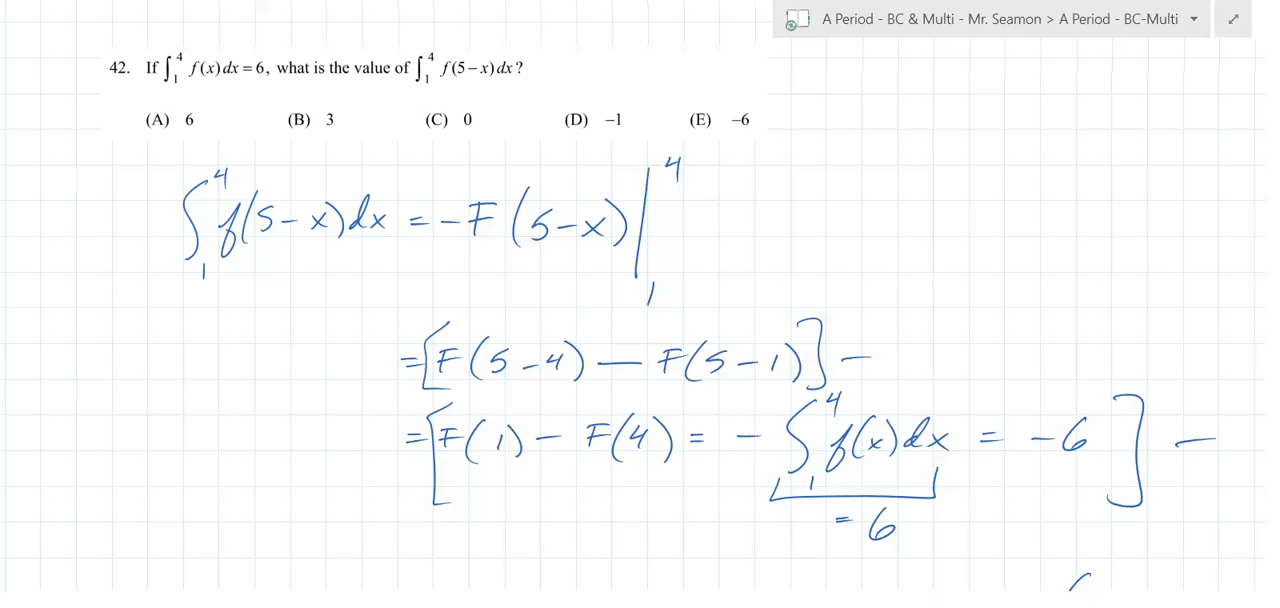 A Period - BC & Multi - Mr. Seamon > A Period - BC-Multi
42. If ∫₁⁴ f(x)dx = 6, what is the value of ∫₁⁴ f(5−x)dx?
(A) 6 (B) 3 (C) 0 (D) −1 (E) −6
∫₁⁴ f(5−x)dx = −F(5−x)|₁⁴
=[F(5−4) − F(5−1)] −
=[F(1) − F(4) = −∫₁⁴ f(x)dx = −6] −
= 6